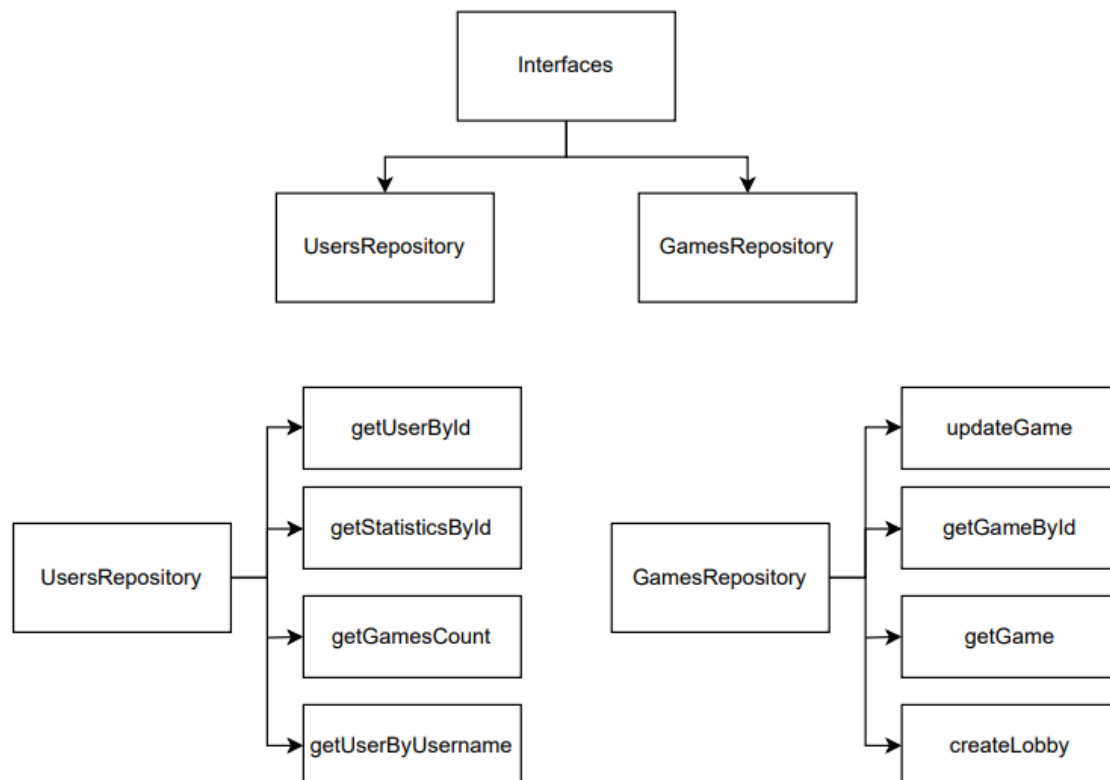 Interfaces
UsersRepository
GamesRepository
getUserById
getStatisticsById
UsersRepository
getGamesCount
getUserByUsername
updateGame
getGameById
GamesRepository
getGame
createLobby